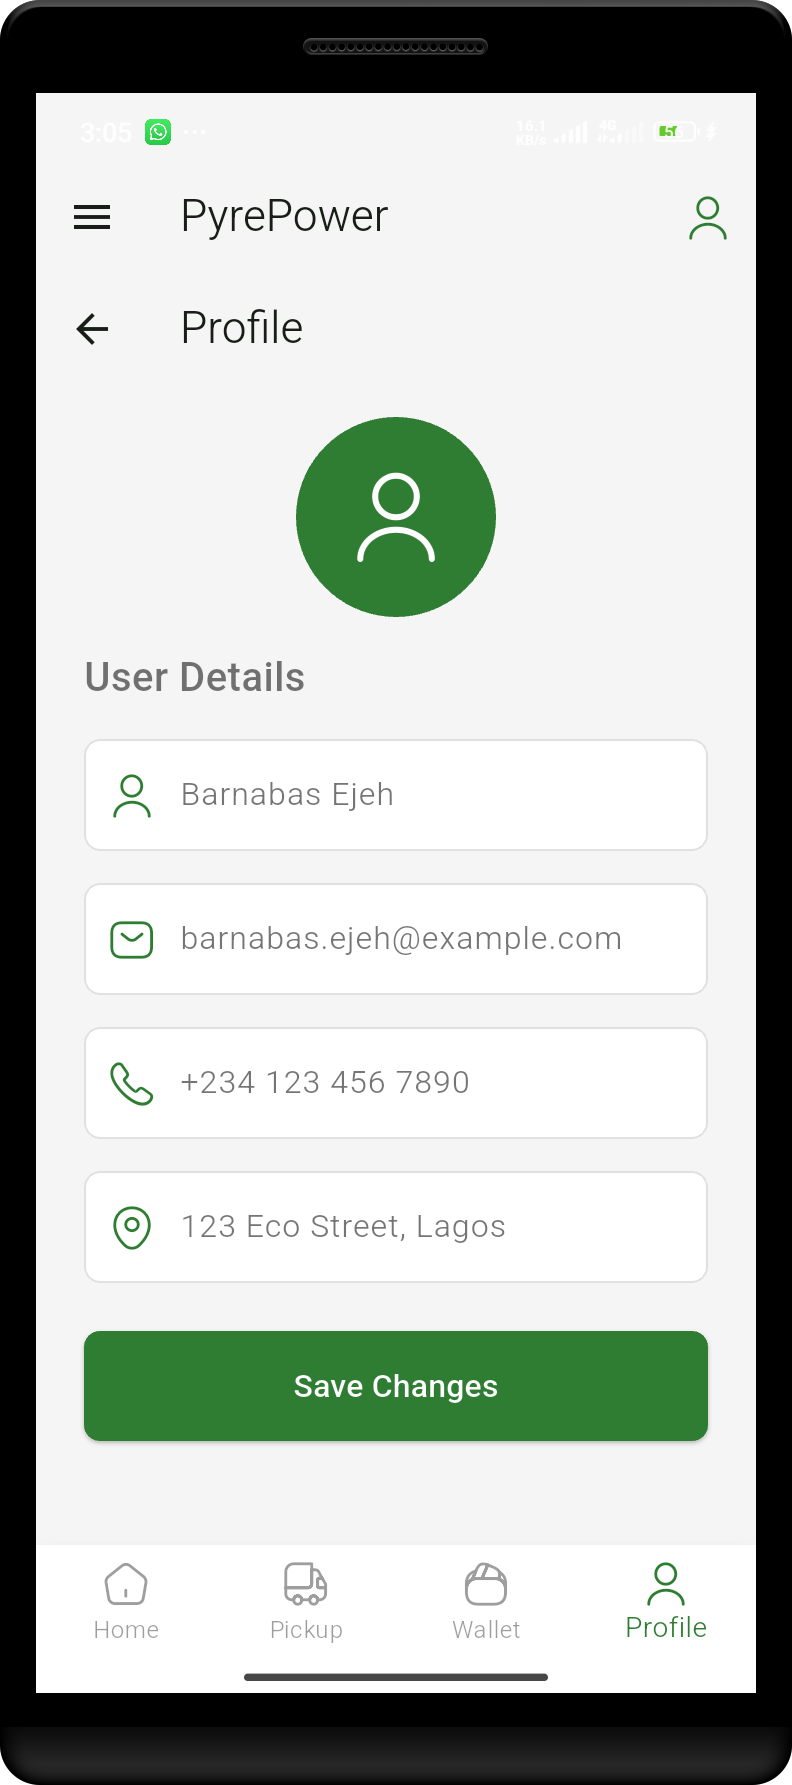 3:05 ...
16.1
KB/s
4G
56
PyrePower
Profile
User Details
Barnabas Ejeh
barnabas.ejeh@example.com
+234 123 456 7890
123 Eco Street, Lagos
Save Changes
Home Pickup Wallet Profile